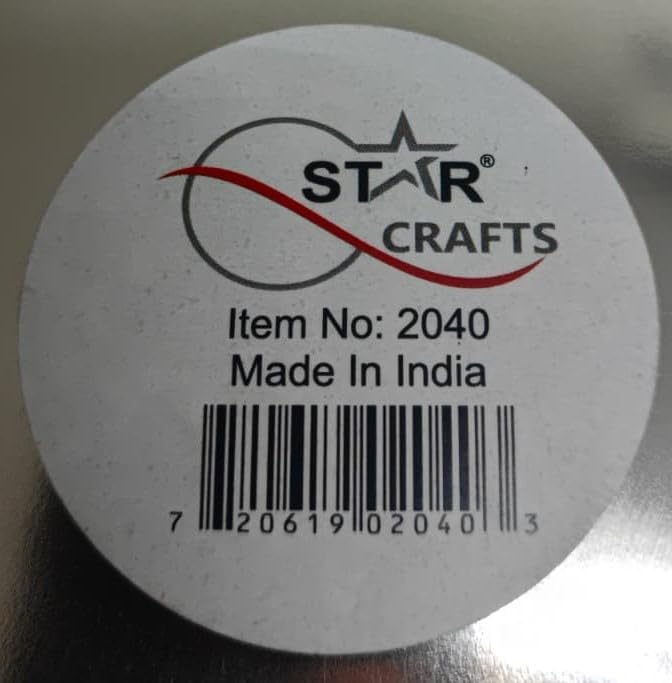 STAR®
CRAFTS
Item No: 2040
Made In India
7 20619 02040 3